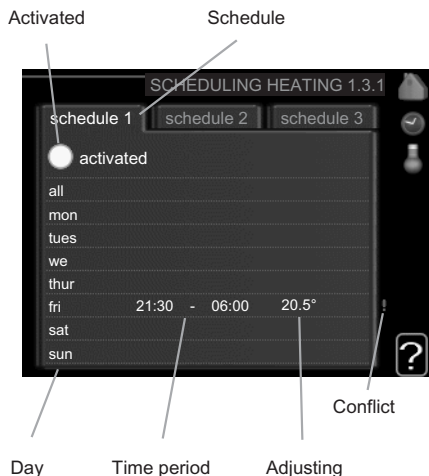 Activated Schedule
SCHEDULING HEATING 1.3.1
schedule 1 schedule 2 schedule 3
activated
all
mon
tues
we
thur
fri 21:30 - 06:00 20.5° !
sat
sun
?
Conflict
Day Time period Adjusting